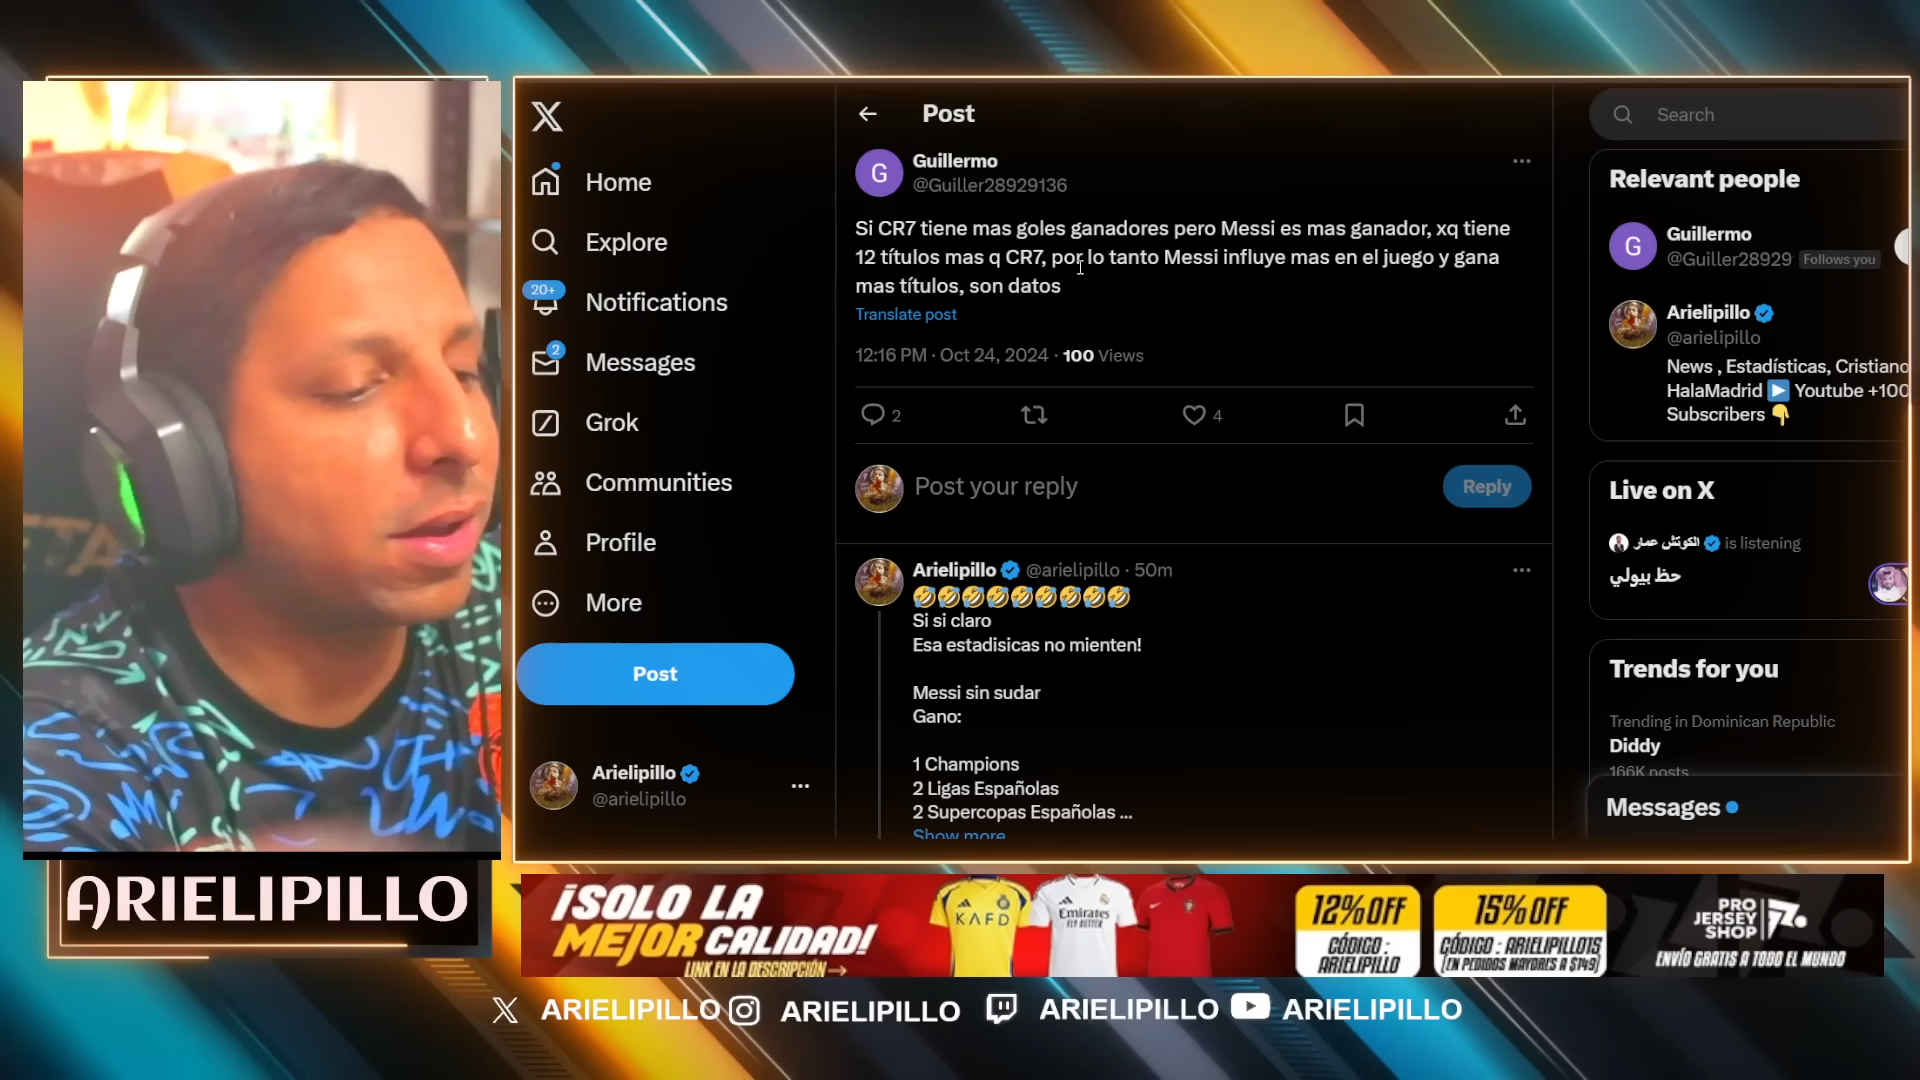 Home
Explore
20+
Notifications
2
Messages
Grok
Communities
Profile
More
Post
Arielipillo
@arielipillo
Post
G
Guillermo
@Guiller28929136
Si CR7 tiene mas goles ganadores pero Messi es mas ganador, xq tiene
12 títulos mas q CR7, por lo tanto Messi influye mas en el juego y gana
mas títulos, son datos
Translate post
12:16 PM · Oct 24, 2024 · 100 Views
2
4
Post your reply
Reply
Arielipillo @arielipillo · 50m
🤣🤣🤣🤣🤣🤣🤣🤣🤣
Si si claro
Esa estadisicas no mienten!
Messi sin sudar
Gano:
1 Champions
2 Ligas Españolas
2 Supercopas Españolas ...
Show more
Search
Relevant people
G
Guillermo
@Guiller28929 Follows you
Arielipillo
@arielipillo
News , Estadísticas, Cristiano
HalaMadrid ▶️ Youtube +100
Subscribers 👇
Live on X
الكوتش عمار is listening
حظ بيولي
Trends for you
Trending in Dominican Republic
Diddy
166K posts
Messages
ARIELIPILLO
¡SOLO LA
MEJOR CALIDAD!
LINK EN LA DESCRIPCIÓN
KAFD
Emirates
FLY BETTER
12% OFF
CÓDIGO :
ARIELIPILLO
15% OFF
CÓDIGO : ARIELIPILLO15
(EN PEDIDOS MAYORES A $149)
PRO
JERSEY
SHOP
ENVÍO GRATIS A TODO EL MUNDO
ARIELIPILLO
ARIELIPILLO
ARIELIPILLO
ARIELIPILLO